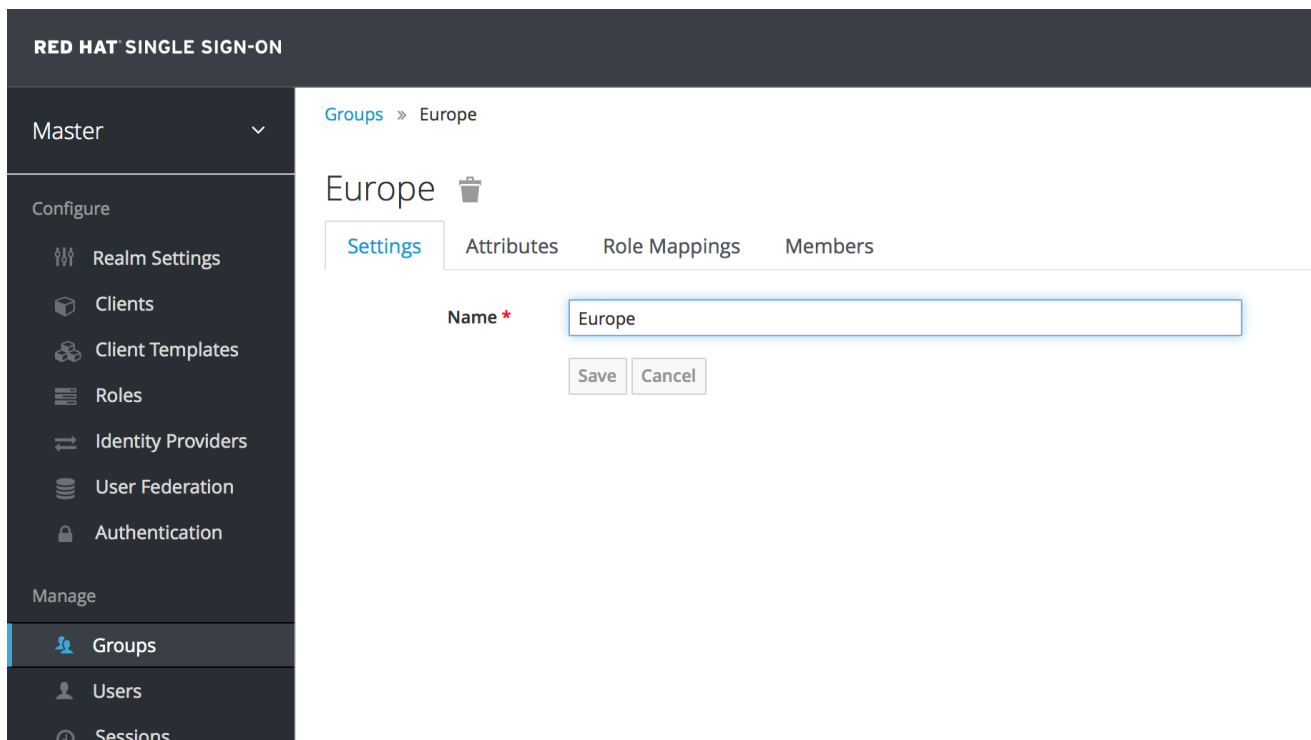 RED HAT SINGLE SIGN-ON
Master
Configure
Realm Settings
Clients
Client Templates
Roles
Identity Providers
User Federation
Authentication
Manage
Groups
Users
Sessions
Groups » Europe
Europe
Settings Attributes Role Mappings Members
Name * Europe
Save Cancel